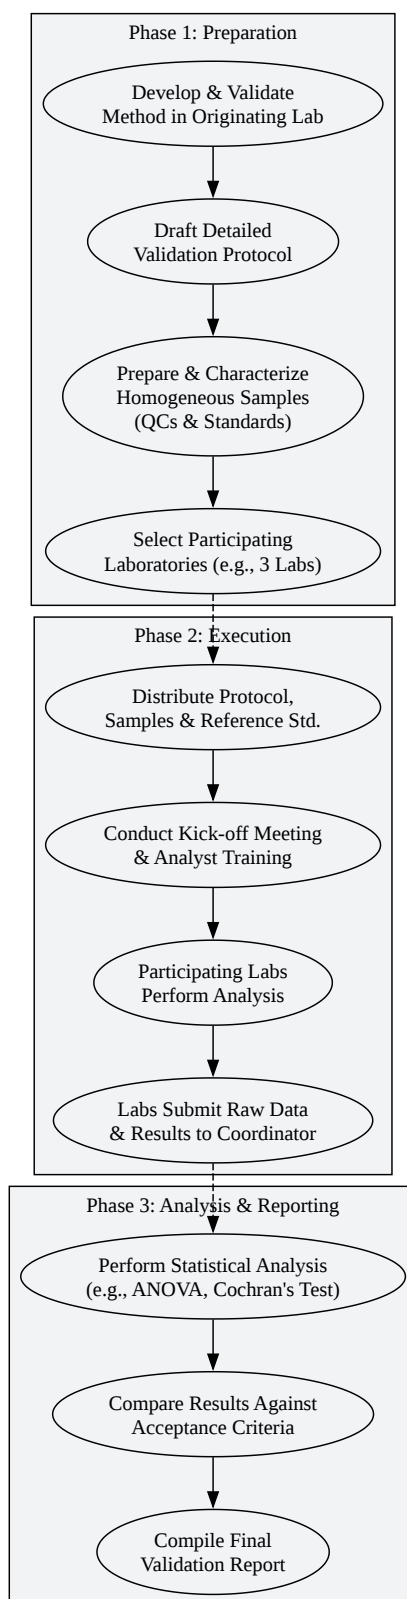 Phase 1: Preparation
Develop & Validate
Method in Originating Lab
Draft Detailed
Validation Protocol
Prepare & Characterize
Homogeneous Samples
(QCs & Standards)
Select Participating
Laboratories (e.g., 3 Labs)
Phase 2: Execution
Distribute Protocol,
Samples & Reference Std.
Conduct Kick-off Meeting
& Analyst Training
Participating Labs
Perform Analysis
Labs Submit Raw Data
& Results to Coordinator
Phase 3: Analysis & Reporting
Perform Statistical Analysis
(e.g., ANOVA, Cochran's Test)
Compare Results Against
Acceptance Criteria
Compile Final
Validation Report